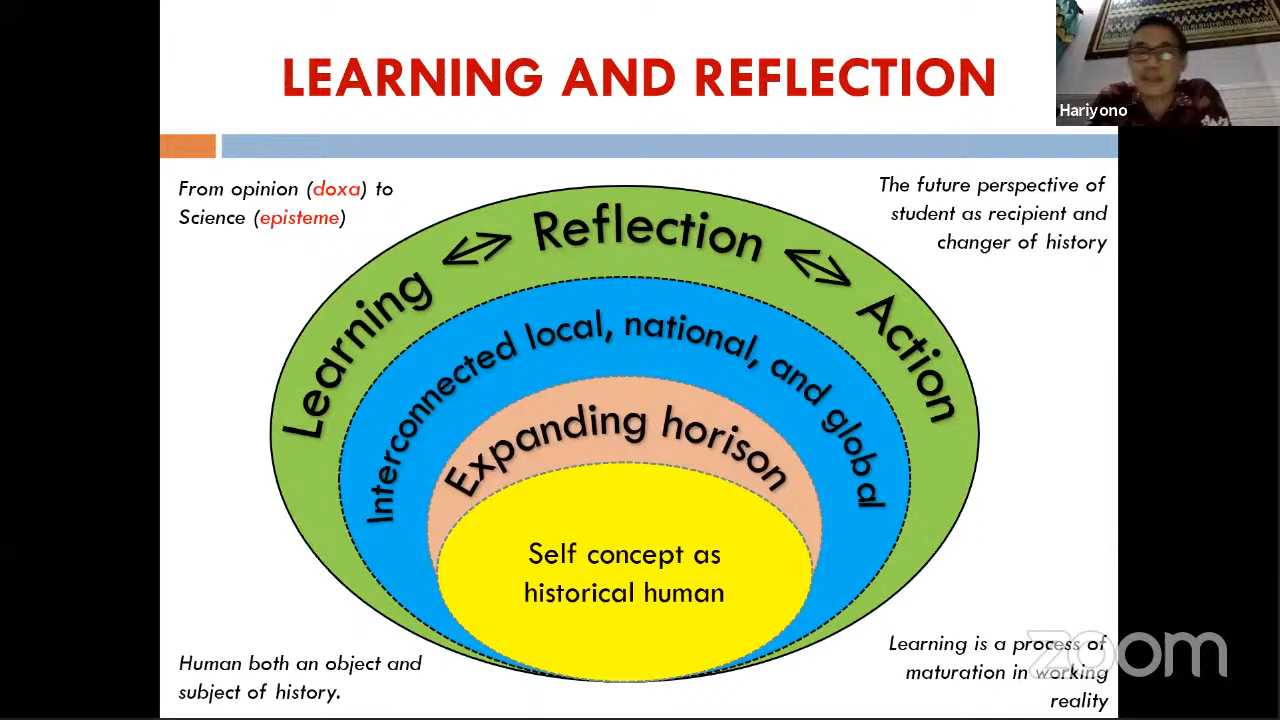 LEARNING AND REFLECTION
Hariyono
From opinion (doxa) to
Science (episteme)
The future perspective of
student as recipient and
changer of history
Learning <=> Reflection <=> Action
Interconnected local, national, and global
Expanding horison
Self concept as
historical human
Human both an object and
subject of history.
Learning is a process of
maturation in working
reality
zoom